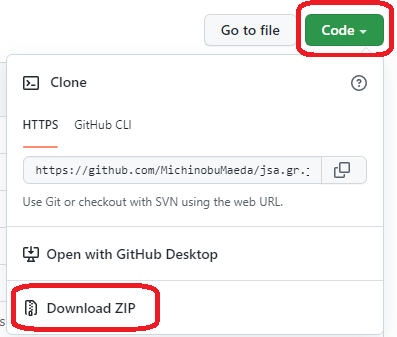 Go to file
Code
Clone
HTTPS
GitHub CLI
https://github.com/MichinobuMaeda/jsa.gr.j
Use Git or checkout with SVN using the web URL.
Open with GitHub Desktop
Download ZIP
s